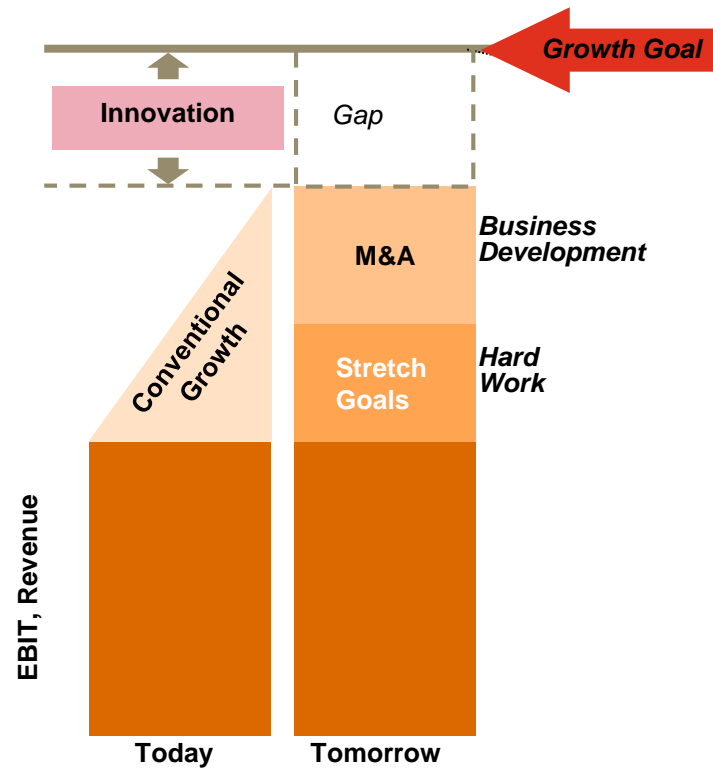 Growth Goal
Innovation
Gap
Business
Development
M&A
Conventional
Growth
Stretch
Goals
Hard
Work
EBIT, Revenue
Today
Tomorrow